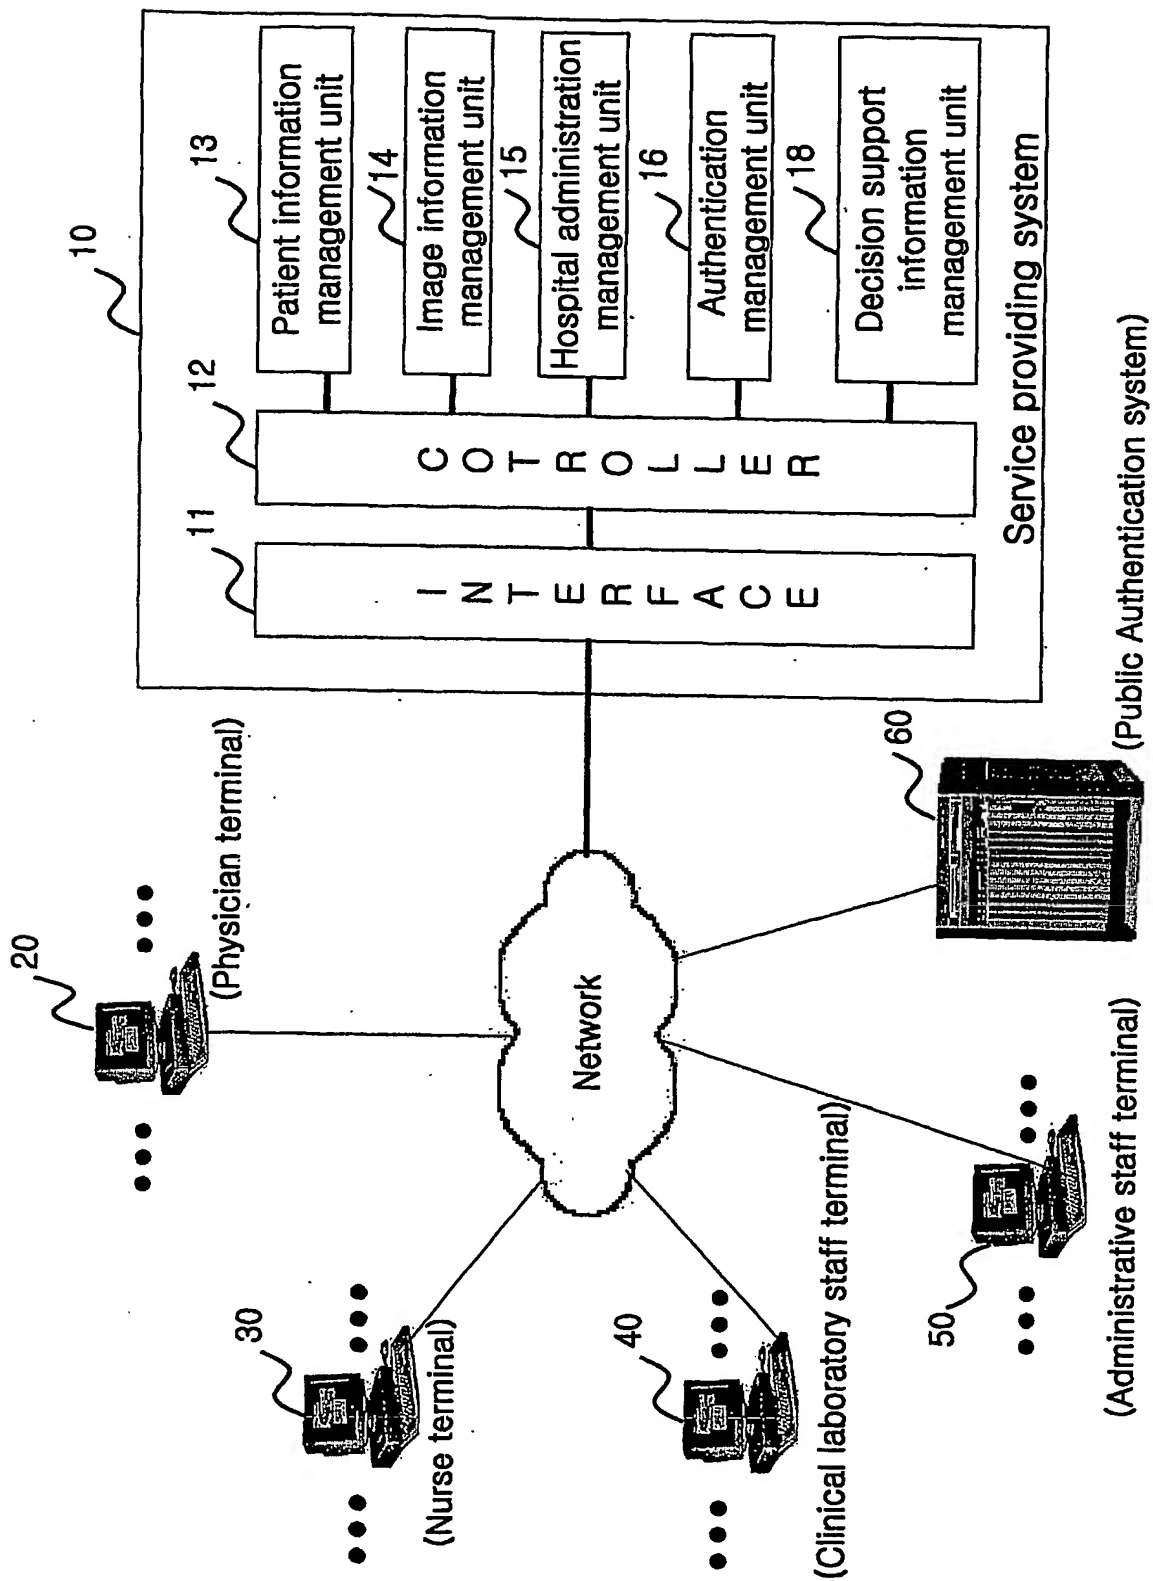 10
11
12
13
14
15
16
18
INTERFACE
COTROLLER
Patient information
management unit
Image information
management unit
Hospital administration
management unit
Authentication
management unit
Decision support
information
management unit
Service providing system
20
(Physician terminal)
30
(Nurse terminal)
Network
40
(Clinical laboratory staff terminal)
50
(Administrative staff terminal)
60
(Public Authentication system)